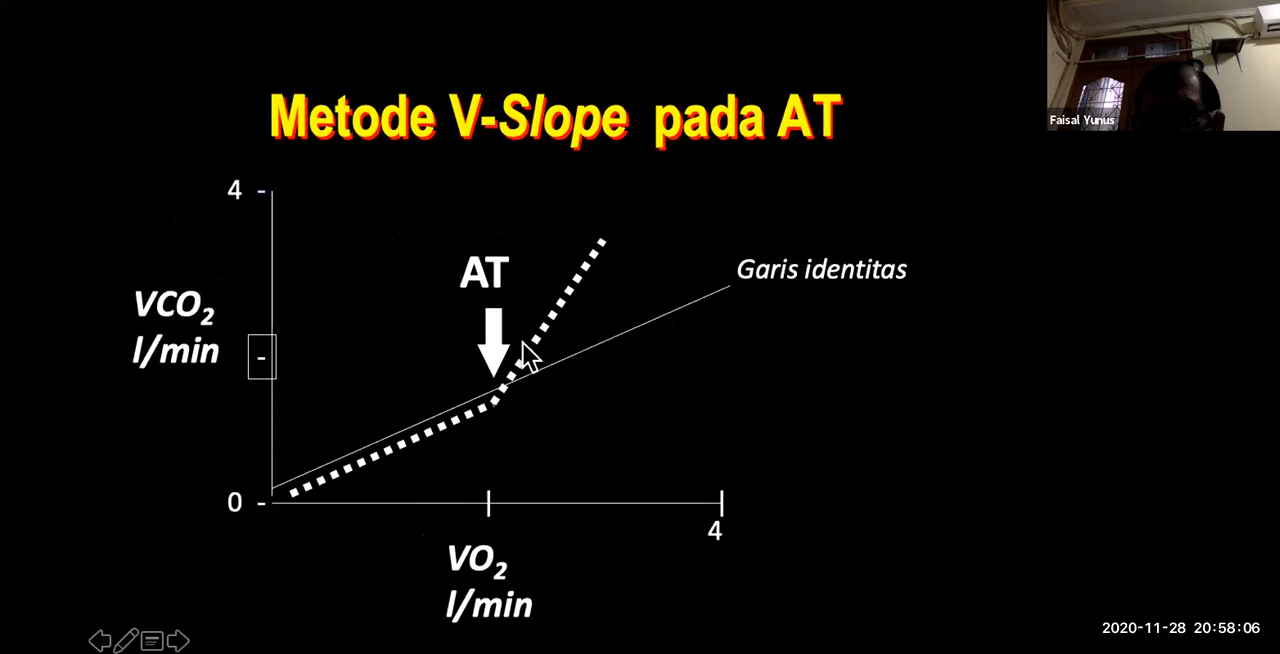 Metode V-Slope pada AT
Faisal Yunus
4 -
AT
Garis identitas
VCO₂
l/min
-
0 -
4
VO₂
l/min
2020-11-28 20:58:06